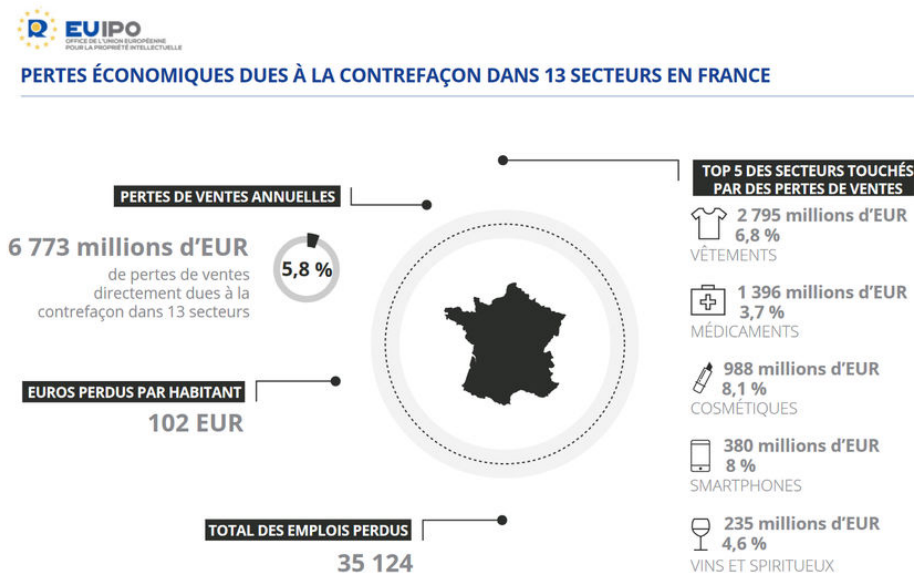 EUIPO
OFFICE DE L'UNION EUROPÉENNE
POUR LA PROPRIÉTÉ INTELLECTUELLE
PERTES ÉCONOMIQUES DUES À LA CONTREFAÇON DANS 13 SECTEURS EN FRANCE
PERTES DE VENTES ANNUELLES
6 773 millions d'EUR
de pertes de ventes
directement dues à la
contrefaçon dans 13 secteurs
5,8 %
EUROS PERDUS PAR HABITANT
102 EUR
TOTAL DES EMPLOIS PERDUS
35 124
TOP 5 DES SECTEURS TOUCHÉS
PAR DES PERTES DE VENTES
2 795 millions d'EUR
6,8 %
VÊTEMENTS
1 396 millions d'EUR
3,7 %
MÉDICAMENTS
988 millions d'EUR
8,1 %
COSMÉTIQUES
380 millions d'EUR
8 %
SMARTPHONES
235 millions d'EUR
4,6 %
VINS ET SPIRITUEUX